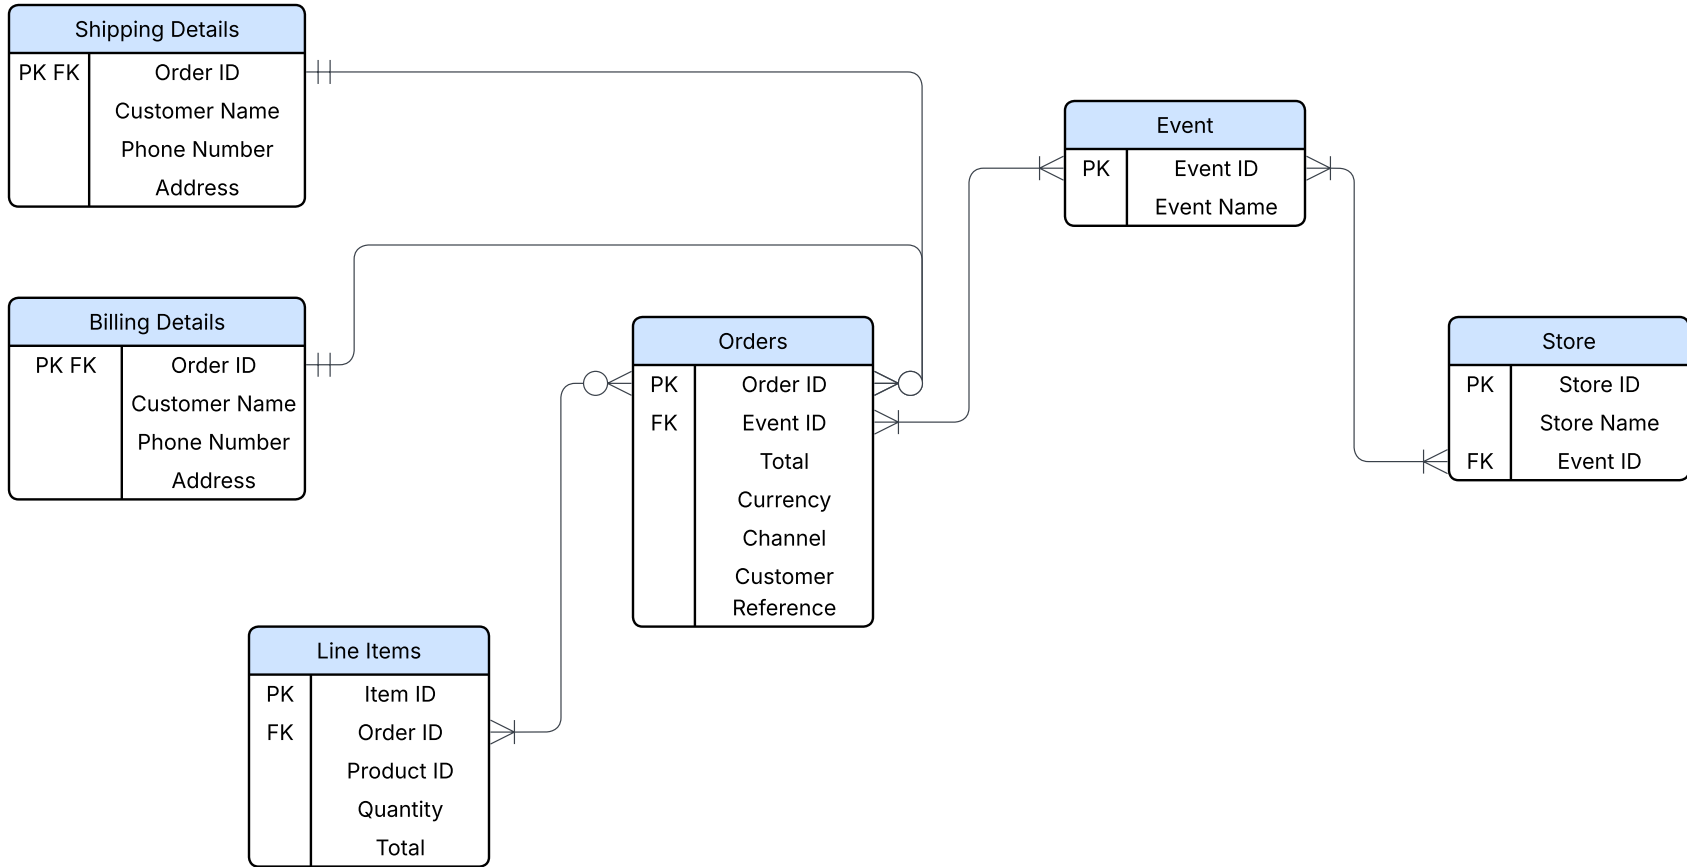 Shipping Details
PK FK Order ID
Customer Name
Phone Number
Address
Event
PK Event ID
Event Name
Billing Details
PK FK Order ID
Customer Name
Phone Number
Address
Orders
PK Order ID
FK Event ID
Total
Currency
Channel
Customer
Reference
Store
PK Store ID
Store Name
FK Event ID
Line Items
PK Item ID
FK Order ID
Product ID
Quantity
Total